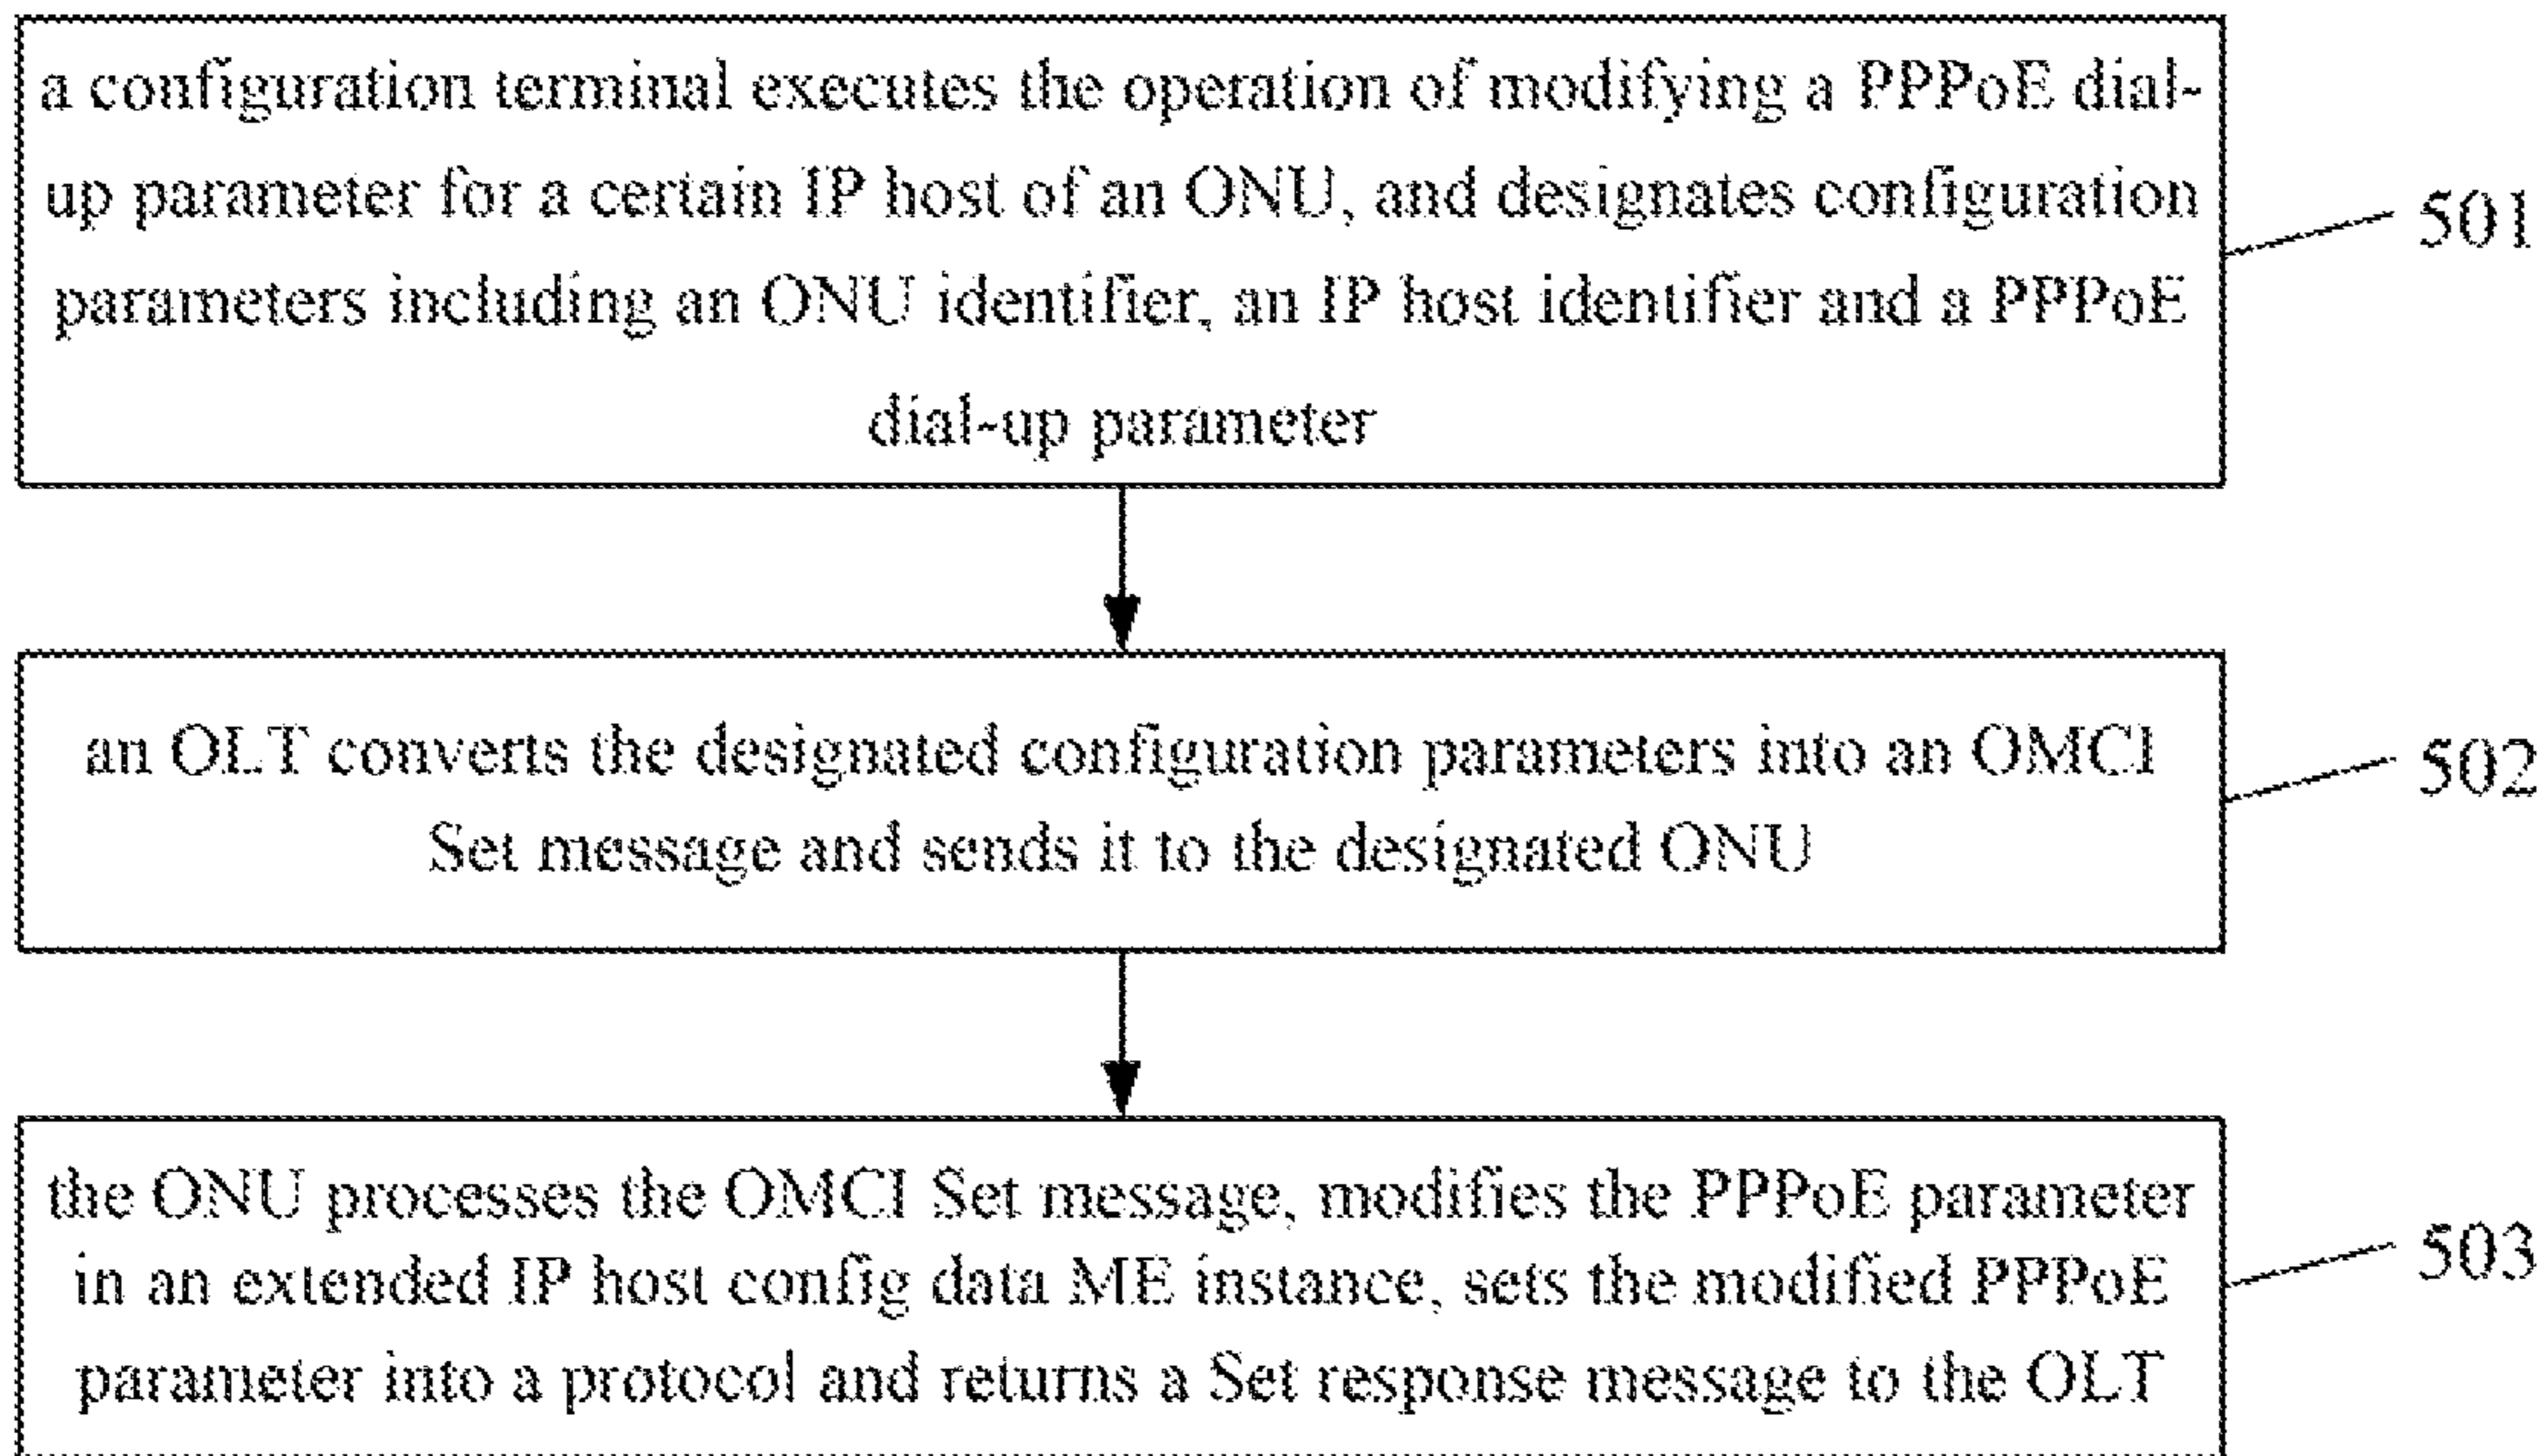 a configuration terminal executes the operation of modifying a PPPoE dial-
up parameter for a certain IP host of an ONU, and designates configuration
parameters including an ONU identifier, an IP host identifier and a PPPoE
dial-up parameter
501
an OLT converts the designated configuration parameters into an OMCI
Set message and sends it to the designated ONU
502
the ONU processes the OMCI Set message, modifies the PPPoE parameter
in an extended IP host config data ME instance, sets the modified PPPoE
parameter into a protocol and returns a Set response message to the OLT
503